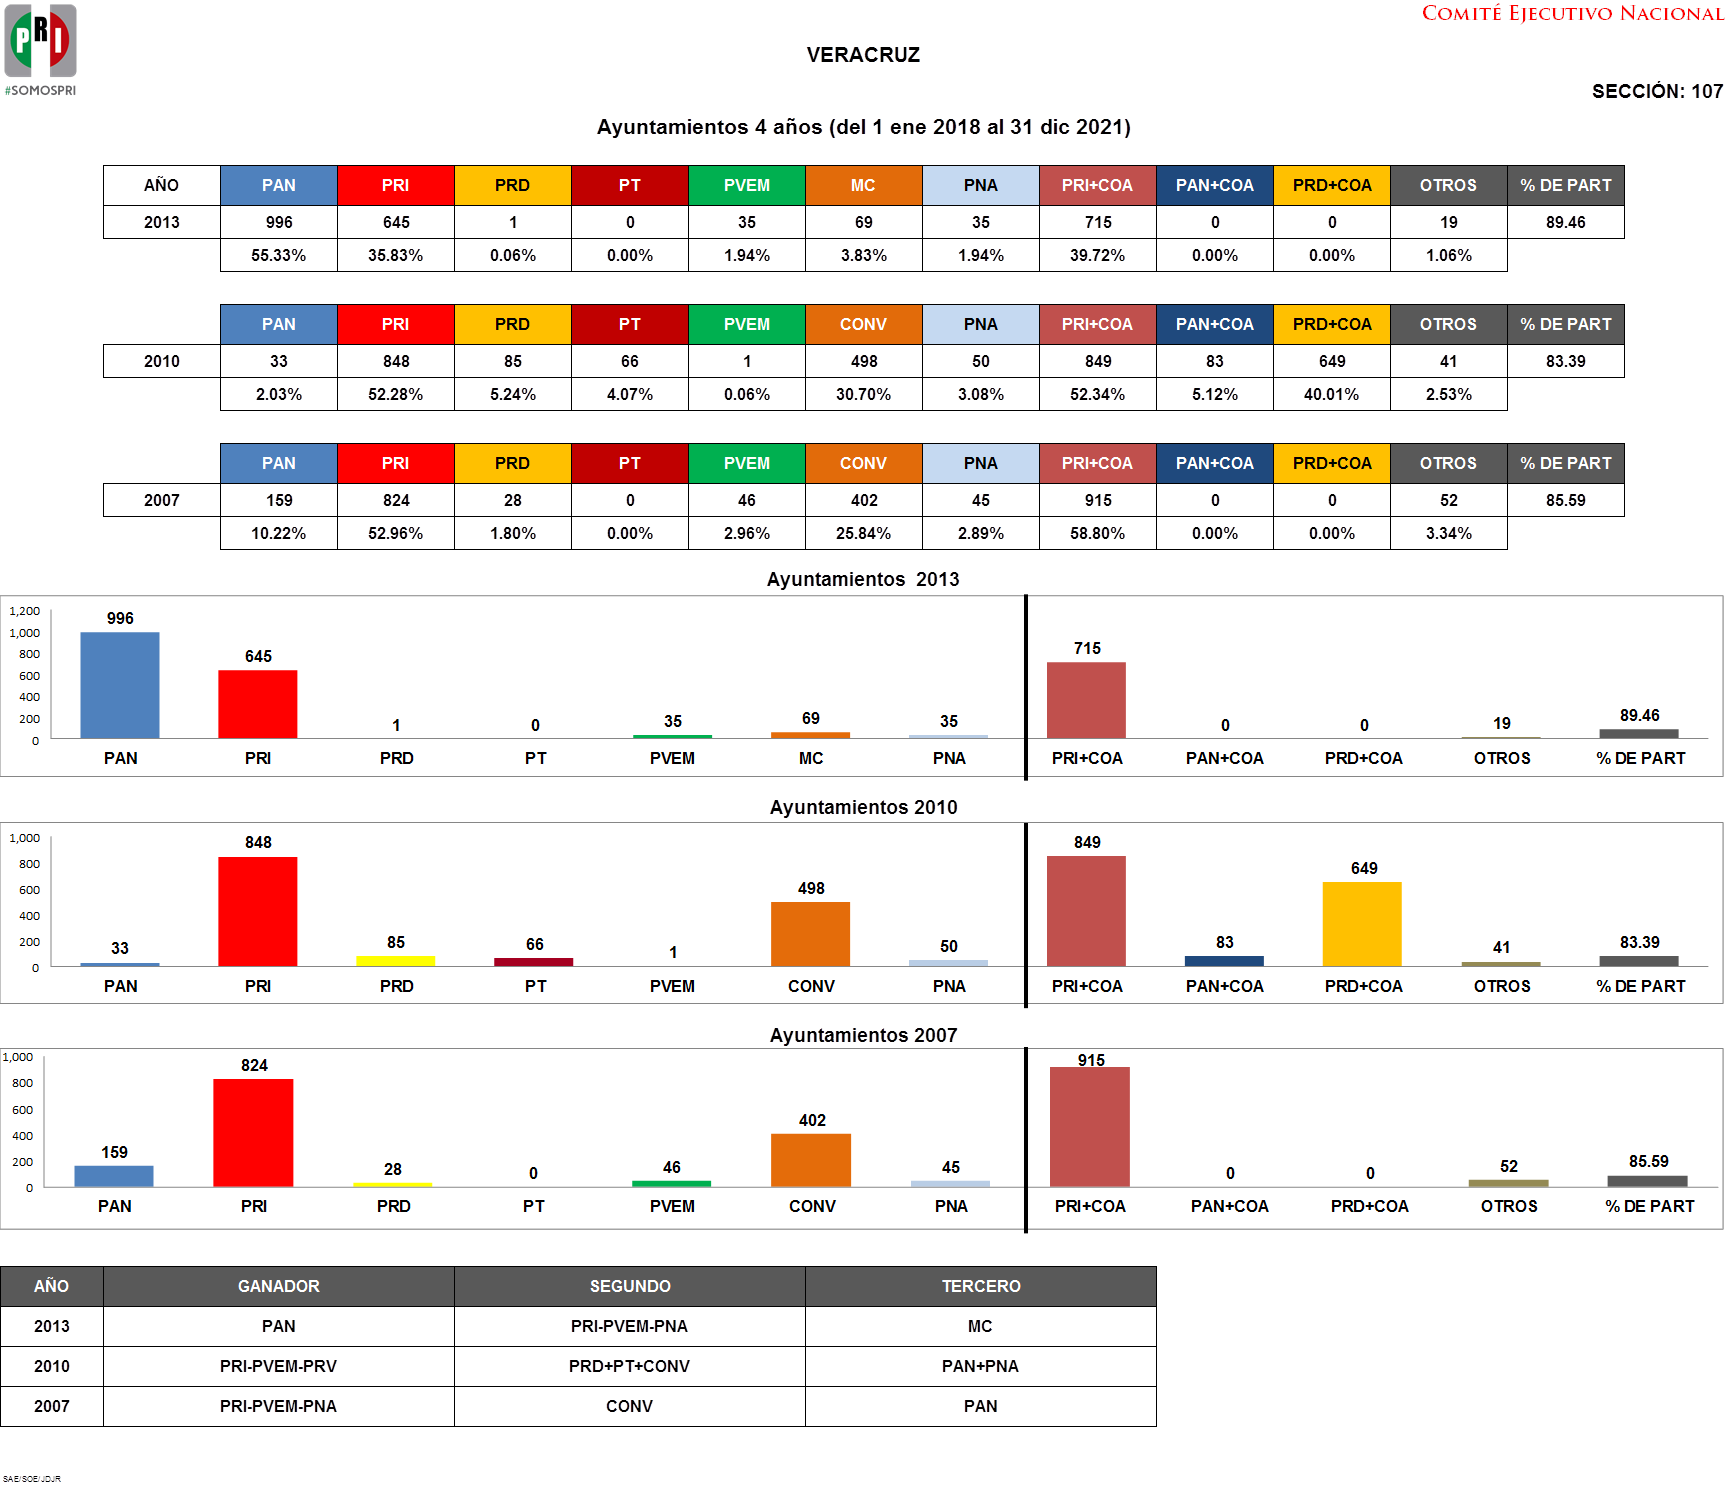 PRI
#SOMOSPRI
COMITÉ EJECUTIVO NACIONAL
VERACRUZ
SECCIÓN: 107
Ayuntamientos 4 años (del 1 ene 2018 al 31 dic 2021)
AÑO PAN PRI PRD PT PVEM MC PNA PRI+COA PAN+COA PRD+COA OTROS % DE PART
2013 996 645 1 0 35 69 35 715 0 0 19 89.46
55.33% 35.83% 0.06% 0.00% 1.94% 3.83% 1.94% 39.72% 0.00% 0.00% 1.06%
PAN PRI PRD PT PVEM CONV PNA PRI+COA PAN+COA PRD+COA OTROS % DE PART
2010 33 848 85 66 1 498 50 849 83 649 41 83.39
2.03% 52.28% 5.24% 4.07% 0.06% 30.70% 3.08% 52.34% 5.12% 40.01% 2.53%
PAN PRI PRD PT PVEM CONV PNA PRI+COA PAN+COA PRD+COA OTROS % DE PART
2007 159 824 28 0 46 402 45 915 0 0 52 85.59
10.22% 52.96% 1.80% 0.00% 2.96% 25.84% 2.89% 58.80% 0.00% 0.00% 3.34%
Ayuntamientos 2013
1,200
1,000
800
600
400
200
0
996 645 1 0 35 69 35 715 0 0 19 89.46
PAN PRI PRD PT PVEM MC PNA PRI+COA PAN+COA PRD+COA OTROS % DE PART
Ayuntamientos 2010
1,000
800
600
400
200
0
33 848 85 66 1 498 50 849 83 649 41 83.39
PAN PRI PRD PT PVEM CONV PNA PRI+COA PAN+COA PRD+COA OTROS % DE PART
Ayuntamientos 2007
1,000
800
600
400
200
0
159 824 28 0 46 402 45 915 0 0 52 85.59
PAN PRI PRD PT PVEM CONV PNA PRI+COA PAN+COA PRD+COA OTROS % DE PART
AÑO GANADOR SEGUNDO TERCERO
2013 PAN PRI-PVEM-PNA MC
2010 PRI-PVEM-PRV PRD+PT+CONV PAN+PNA
2007 PRI-PVEM-PNA CONV PAN
SAE/SOE/JDJR